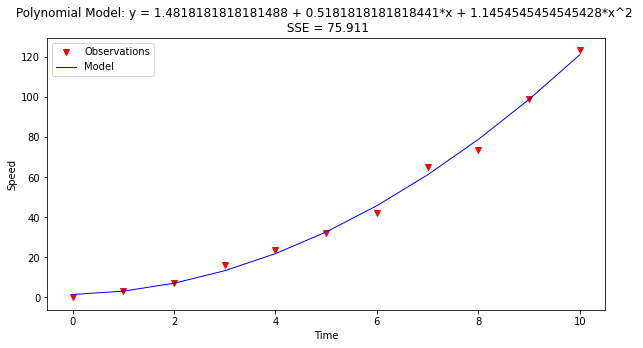 Polynomial Model: y = 1.4818181818181488 + 0.5181818181818441*x + 1.1454545454545428*x^2
SSE = 75.911
Observations
Model
120
100
80
60
40
20
0
Speed
0 2 4 6 8 10
Time